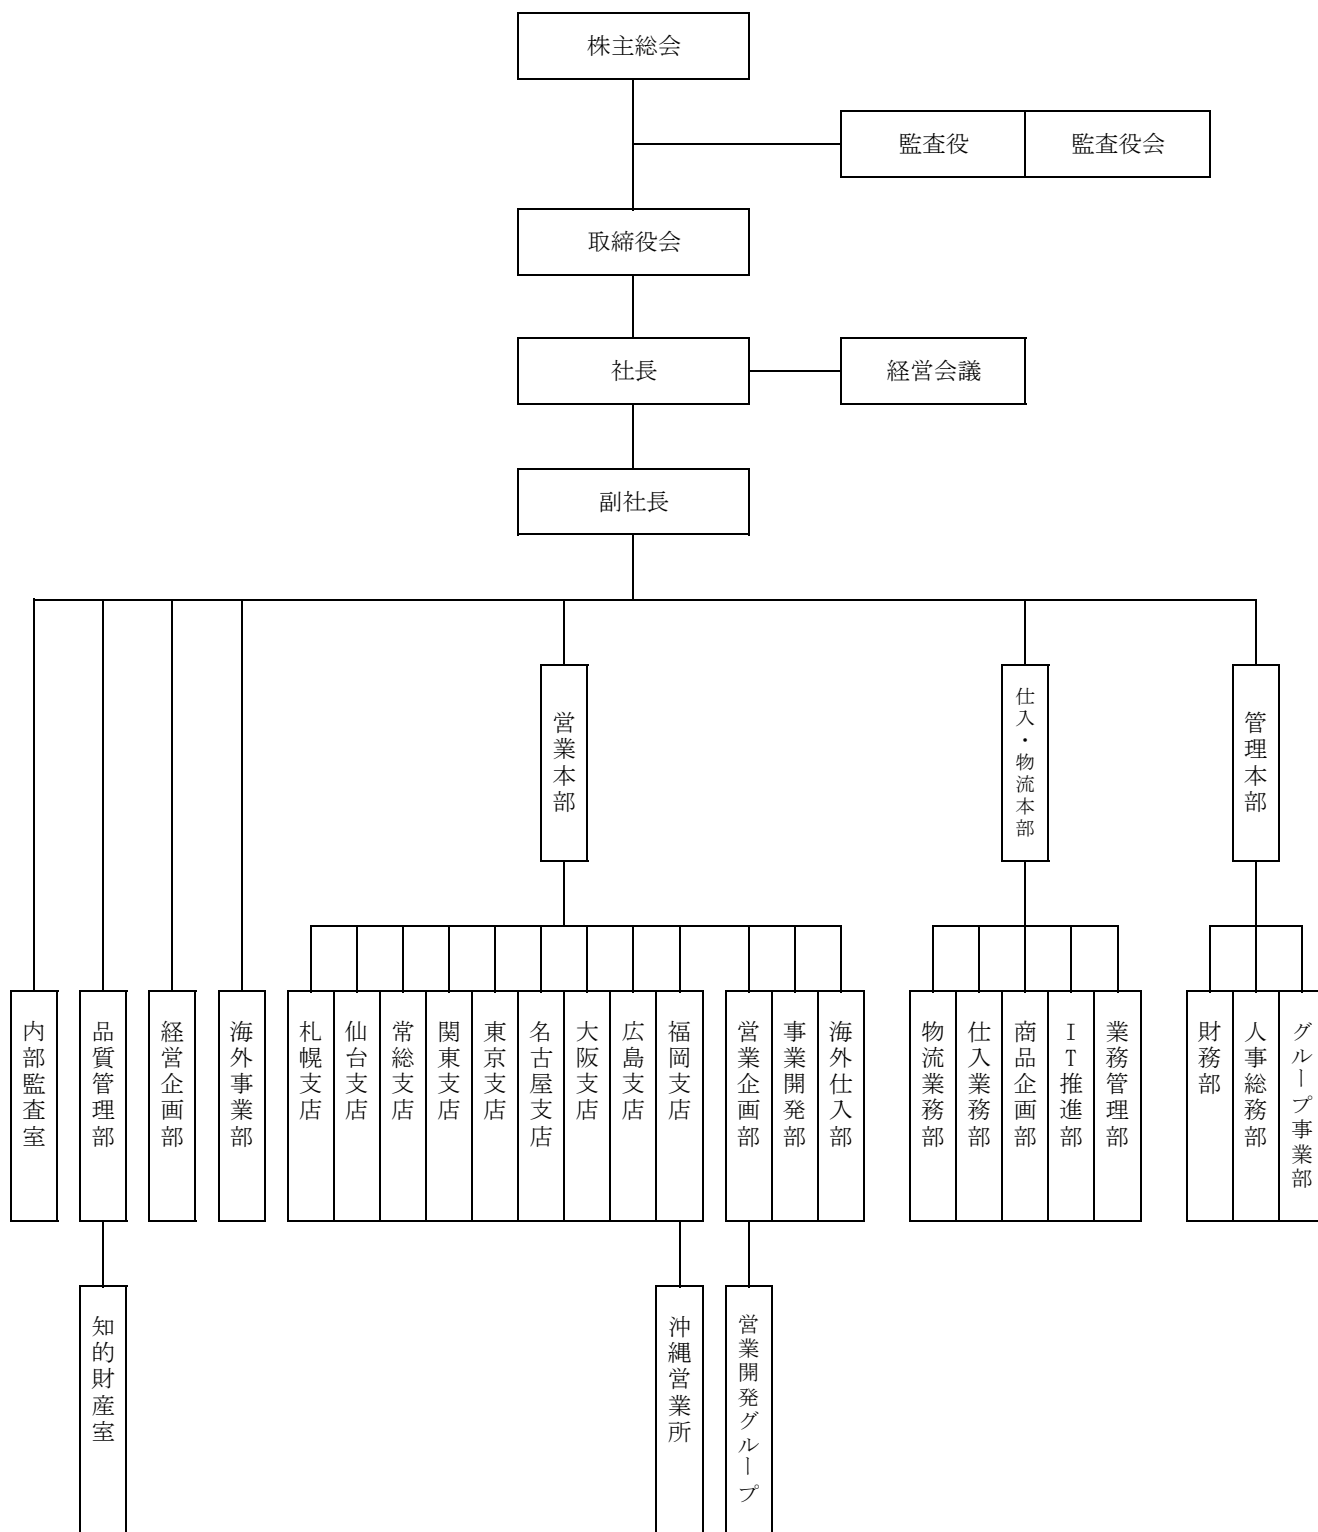 株主総会
監査役
監査役会
取締役会
社長
経営会議
副社長
営業本部
仕入・物流本部
管理本部
内部監査室
品質管理部
経営企画部
海外事業部
札幌支店
仙台支店
常総支店
関東支店
東京支店
名古屋支店
大阪支店
広島支店
福岡支店
営業企画部
事業開発部
海外仕入部
物流業務部
仕入業務部
商品企画部
IT推進部
業務管理部
財務部
人事総務部
グループ事業部
知的財産室
沖縄営業所
営業開発グループ